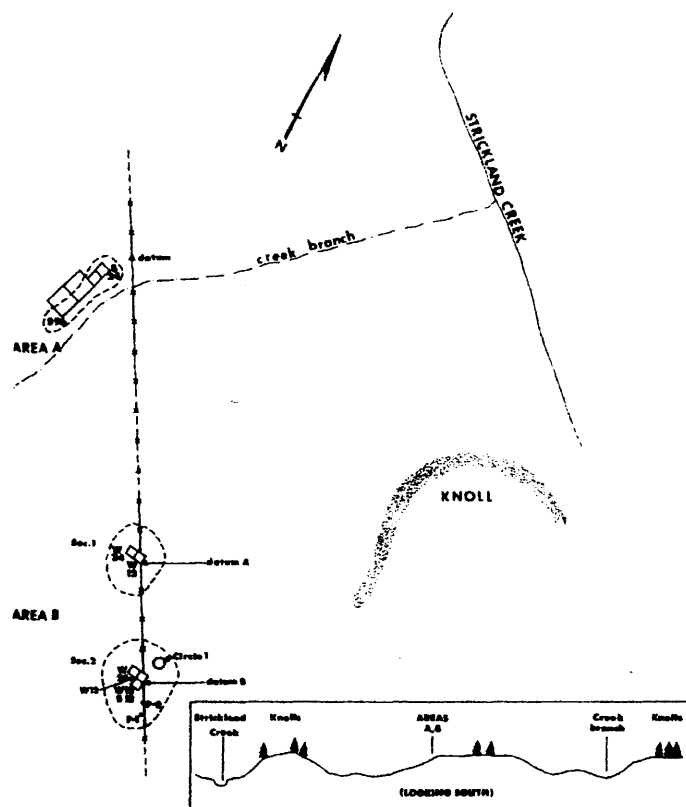 N
STRICKLAND CREEK
creek branch
datum
AREA A
KNOLL
Sec. 1
W
W
datum A
AREA B
Sec. 2
Circle 1
W
W12
datum B
Strickland
Creek
Knolls
AREAS
A,B
Creek
branch
Knolls
(LOOKING SOUTH)